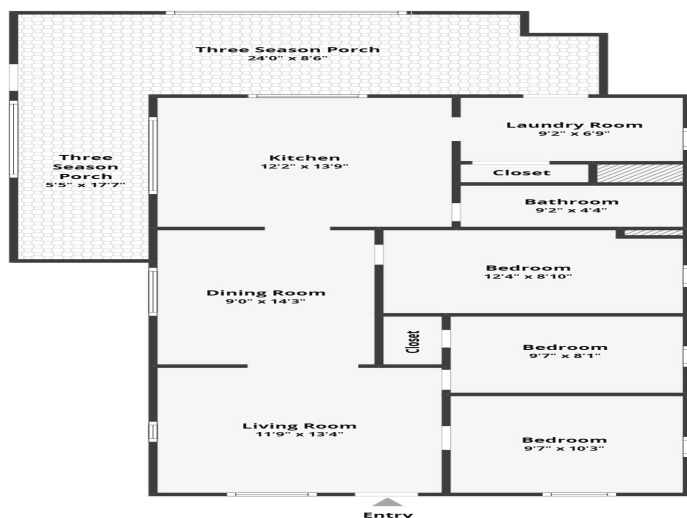 Three Season Porch
24'0" x 8'6"
Laundry Room
9'2" x 6'9"
Three
Season
Porch
5'5" x 17'7"
Kitchen
12'2" x 13'9"
Closet
Bathroom
9'2" x 4'4"
Bedroom
12'4" x 8'10"
Dining Room
9'0" x 14'3"
Closet
Bedroom
9'7" x 8'1"
Living Room
11'9" x 13'4"
Bedroom
9'7" x 10'3"
Entry